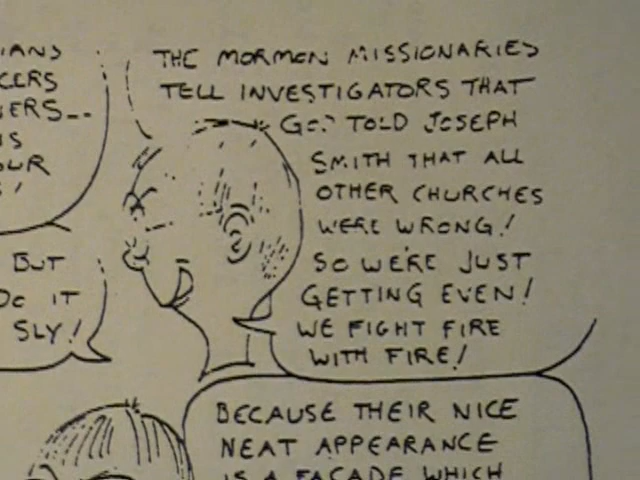 THE MORMON MISSIONARIES
TELL INVESTIGATORS THAT
GOD TOLD JOSEPH
SMITH THAT ALL
OTHER CHURCHES
WERE WRONG!
SO WE'RE JUST
GETTING EVEN!
WE FIGHT FIRE
WITH FIRE!
BUT
IT
SLY!
BECAUSE THEIR NICE
NEAT APPEARANCE
IS A FACADE WHICH